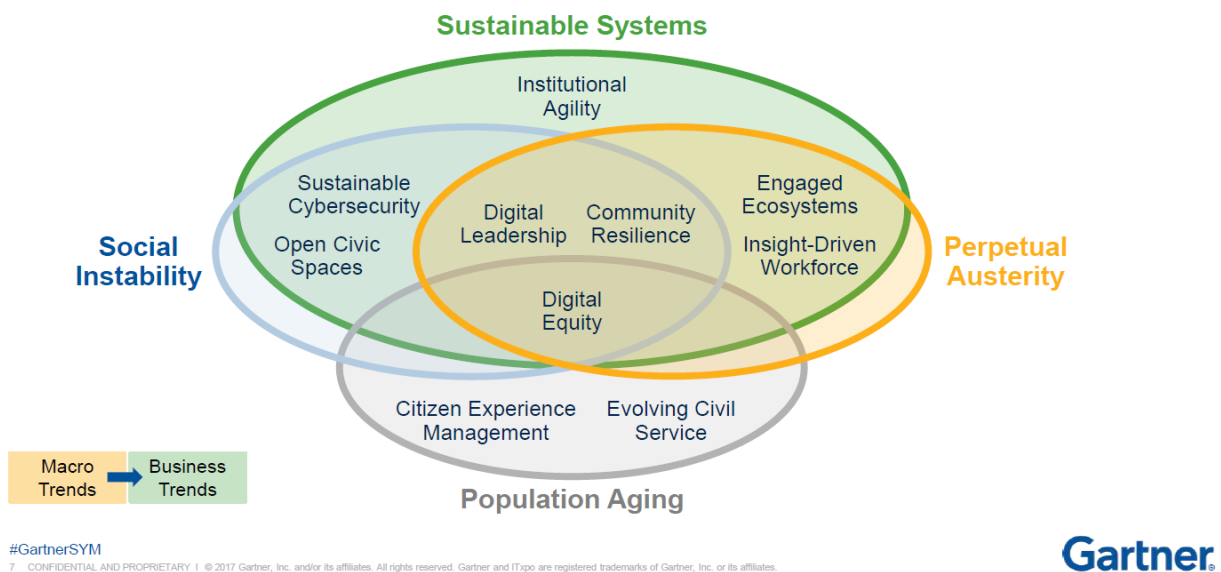 Sustainable Systems
Institutional
Agility
Sustainable
Cybersecurity
Open Civic
Spaces
Digital
Leadership
Community
Resilience
Engaged
Ecosystems
Insight-Driven
Workforce
Social
Instability
Perpetual
Austerity
Digital
Equity
Citizen Experience
Management
Evolving Civil
Service
Population Aging
Macro
Trends
Business
Trends
#GartnerSYM
7 CONFIDENTIAL AND PROPRIETARY I © 2017 Gartner, Inc. and/or its affiliates. All rights reserved. Gartner and ITxpo are registered trademarks of Gartner, Inc. or its affiliates.
Gartner®